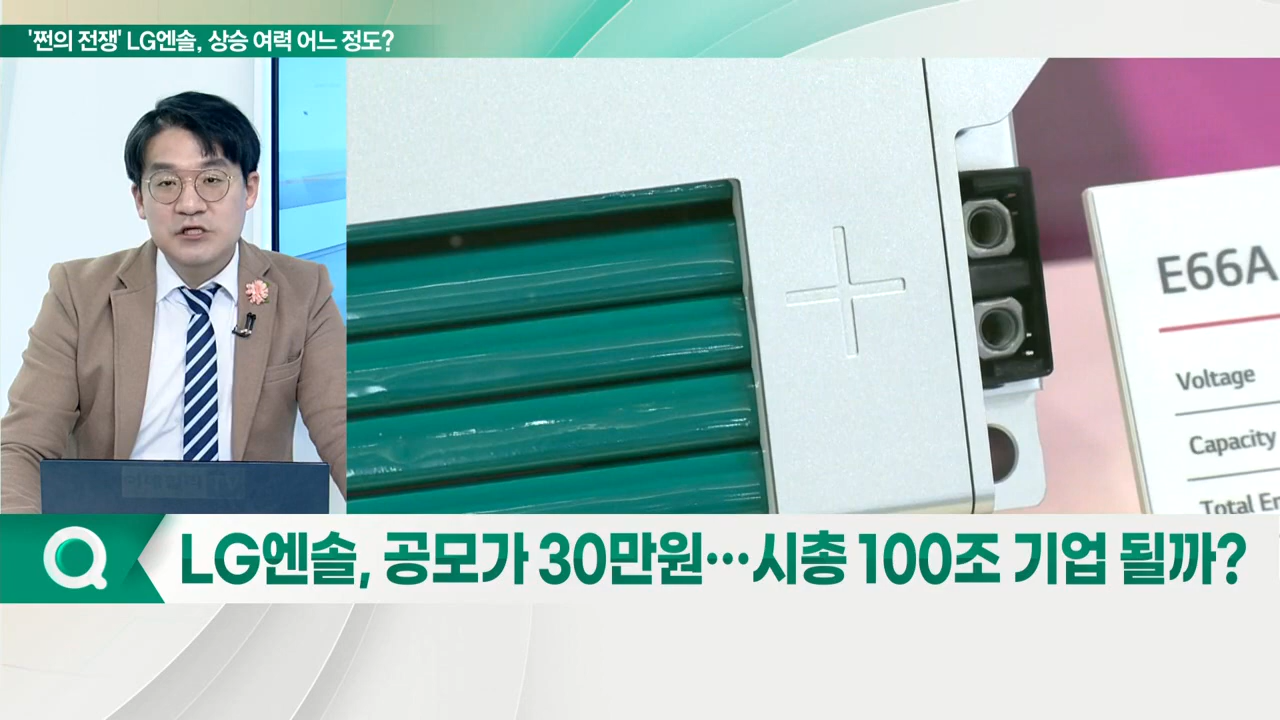 '쩐의 전쟁' LG엔솔, 상승 여력 어느 정도?
E66A
Voltage
Capacity
Total En
LG엔솔, 공모가 30만원…시총 100조 기업 될까?